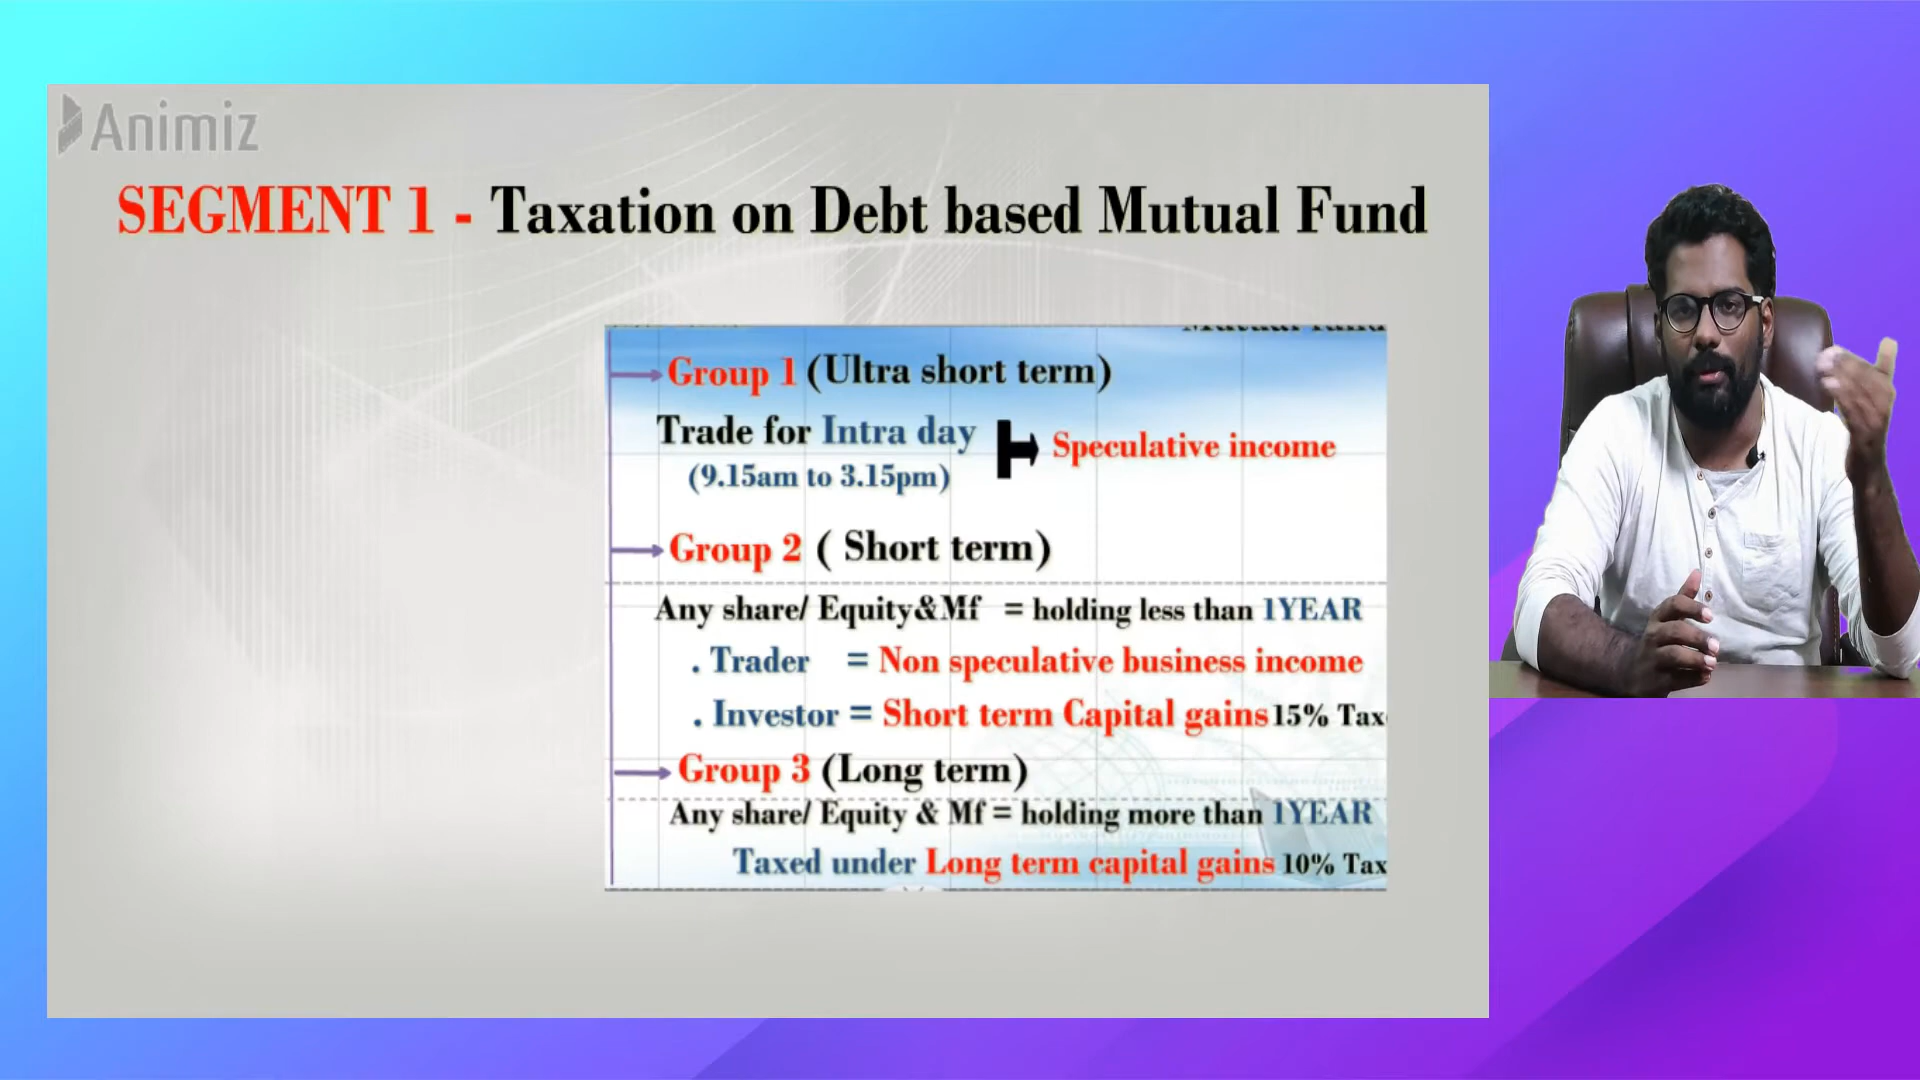 Animiz
SEGMENT 1 - Taxation on Debt based Mutual Fund
Group 1 (Ultra short term)
Trade for Intra day
Speculative income
(9.15am to 3.15pm)
Group 2 ( Short term)
Any share/ Equity&Mf = holding less than 1YEAR
. Trader = Non speculative business income
. Investor = Short term Capital gains 15% Tax
Group 3 (Long term)
Any share/ Equity & Mf = holding more than 1YEAR
Taxed under Long term capital gains 10% Tax